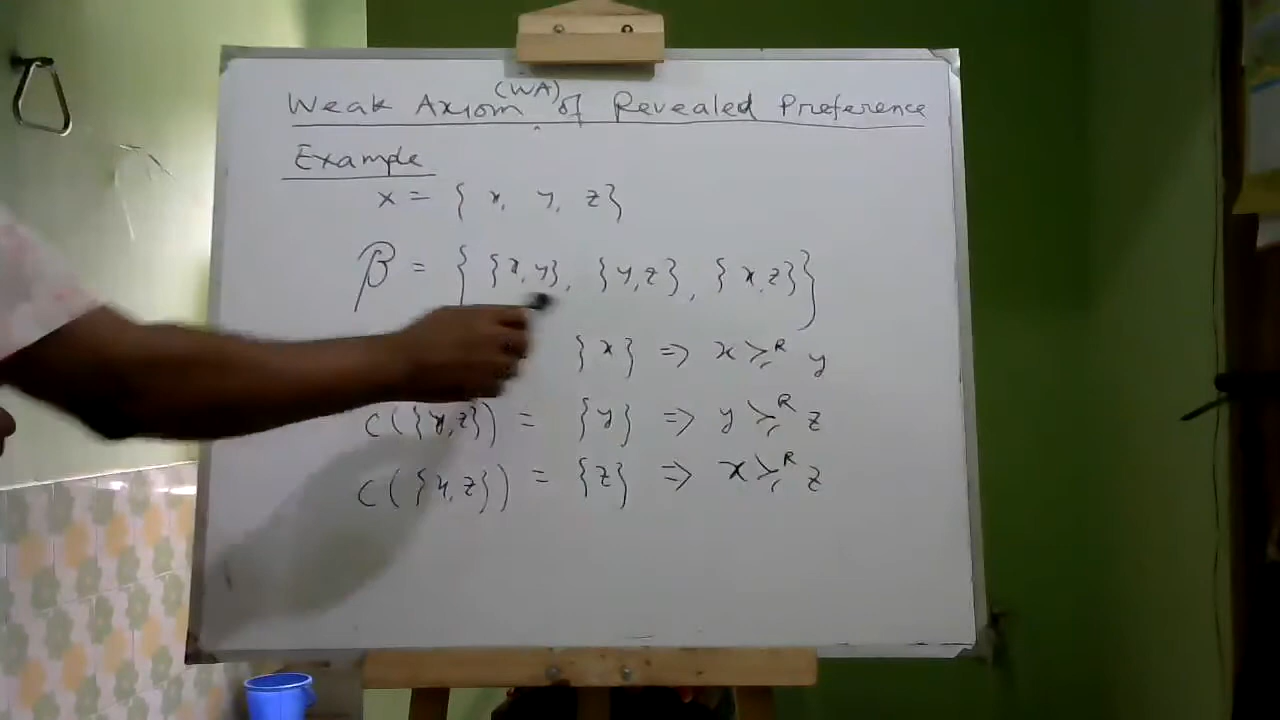 Weak Axiom (WA) of Revealed Preference
Example
X = { x, y, z}
β = { {x, y}, {y, z}, {x, z} }
{x} => x ≽ᴿ y
C({y, z}) = {y} => y ≽ᴿ z
C({x, z}) = {z} => x ≽ᴿ z